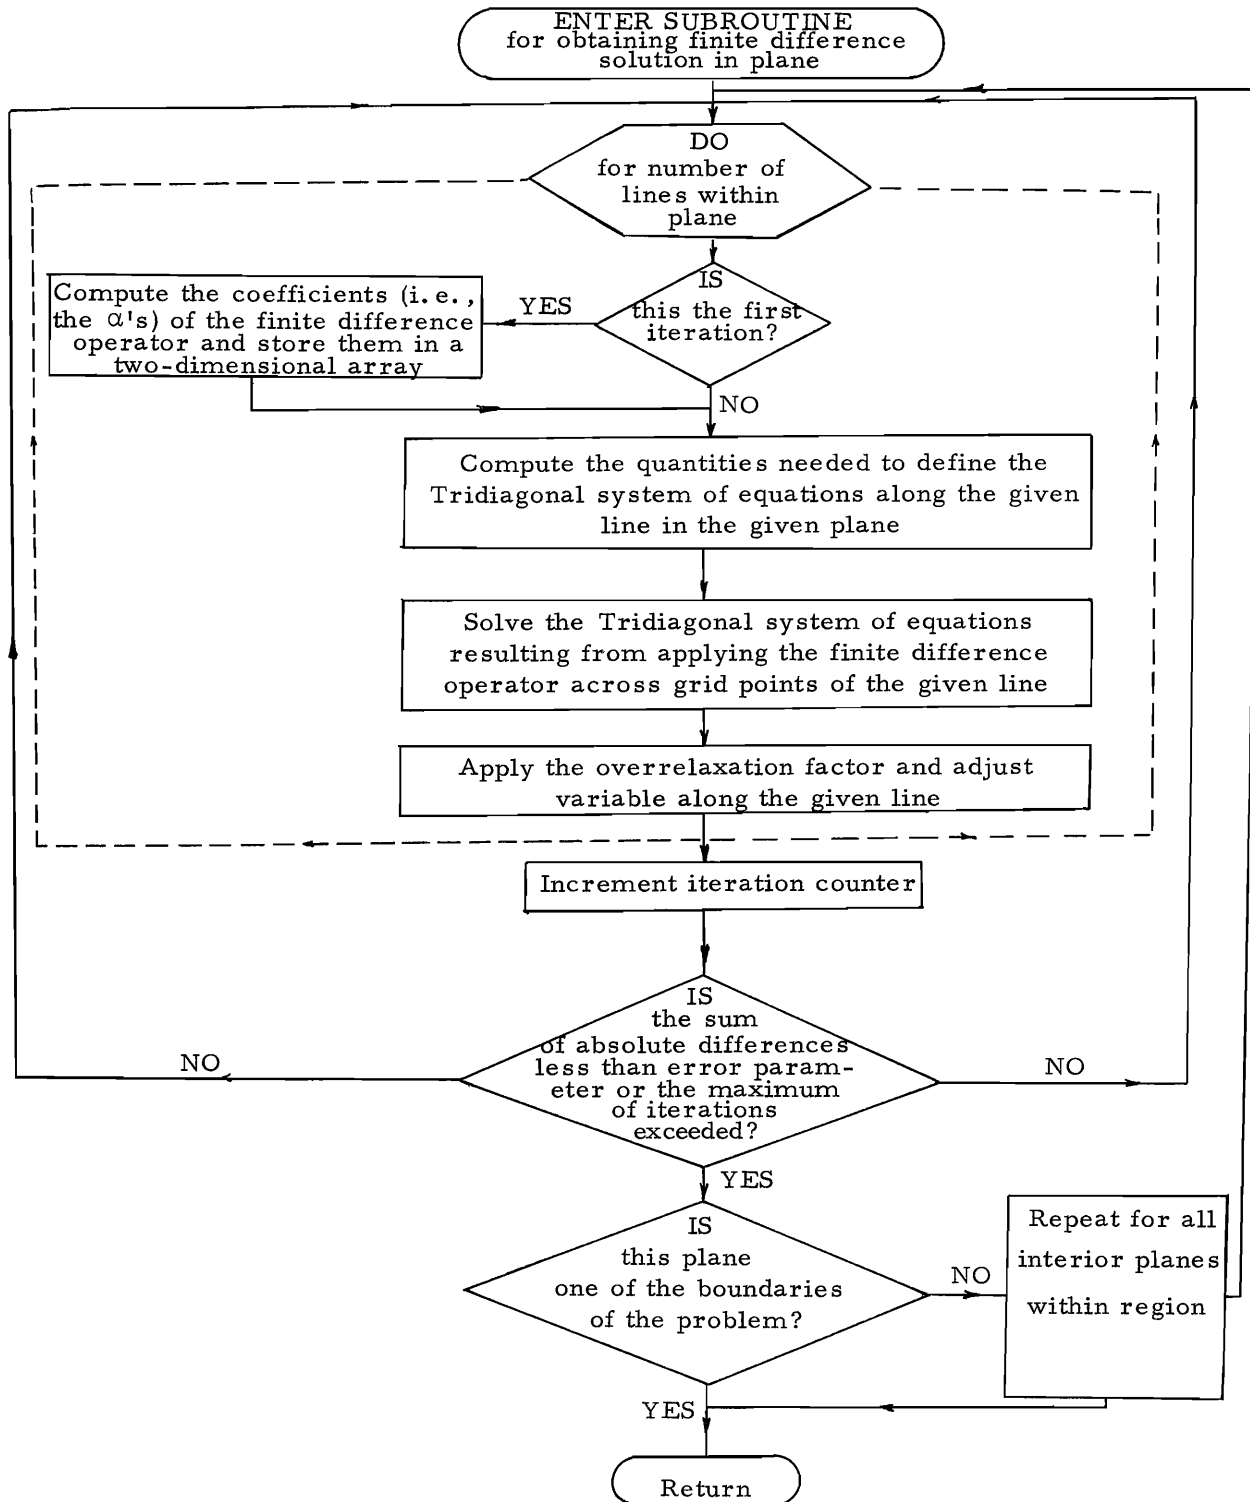 ENTER SUBROUTINE
for obtaining finite difference
solution in plane
DO
for number of
lines within
plane
IS
this the first
iteration?
YES
Compute the coefficients (i.e.,
the α's) of the finite difference
operator and store them in a
two-dimensional array
NO
Compute the quantities needed to define the
Tridiagonal system of equations along the given
line in the given plane
Solve the Tridiagonal system of equations
resulting from applying the finite difference
operator across grid points of the given line
Apply the overrelaxation factor and adjust
variable along the given line
Increment iteration counter
IS
the sum
of absolute differences
less than error param-
eter or the maximum
of iterations
exceeded?
NO
NO
YES
IS
this plane
one of the boundaries
of the problem?
NO
Repeat for all
interior planes
within region
YES
Return